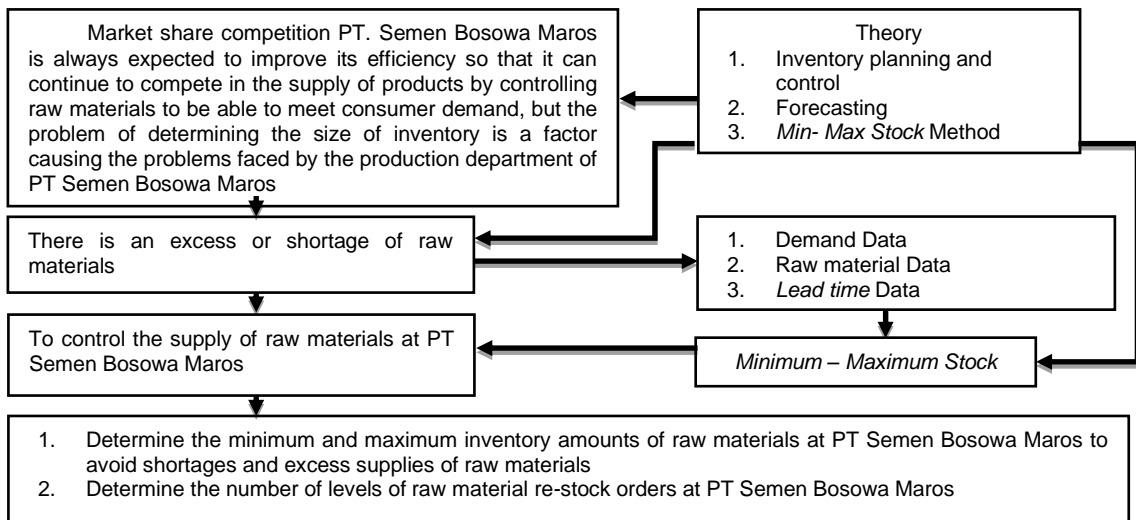 Market share competition PT. Semen Bosowa Maros
is always expected to improve its efficiency so that it can
continue to compete in the supply of products by controlling
raw materials to be able to meet consumer demand, but the
problem of determining the size of inventory is a factor
causing the problems faced by the production department of
PT Semen Bosowa Maros
Theory
1. Inventory planning and
control
2. Forecasting
3. Min- Max Stock Method
There is an excess or shortage of raw
materials
1. Demand Data
2. Raw material Data
3. Lead time Data
To control the supply of raw materials at PT
Semen Bosowa Maros
Minimum – Maximum Stock
1. Determine the minimum and maximum inventory amounts of raw materials at PT Semen Bosowa Maros to
avoid shortages and excess supplies of raw materials
2. Determine the number of levels of raw material re-stock orders at PT Semen Bosowa Maros